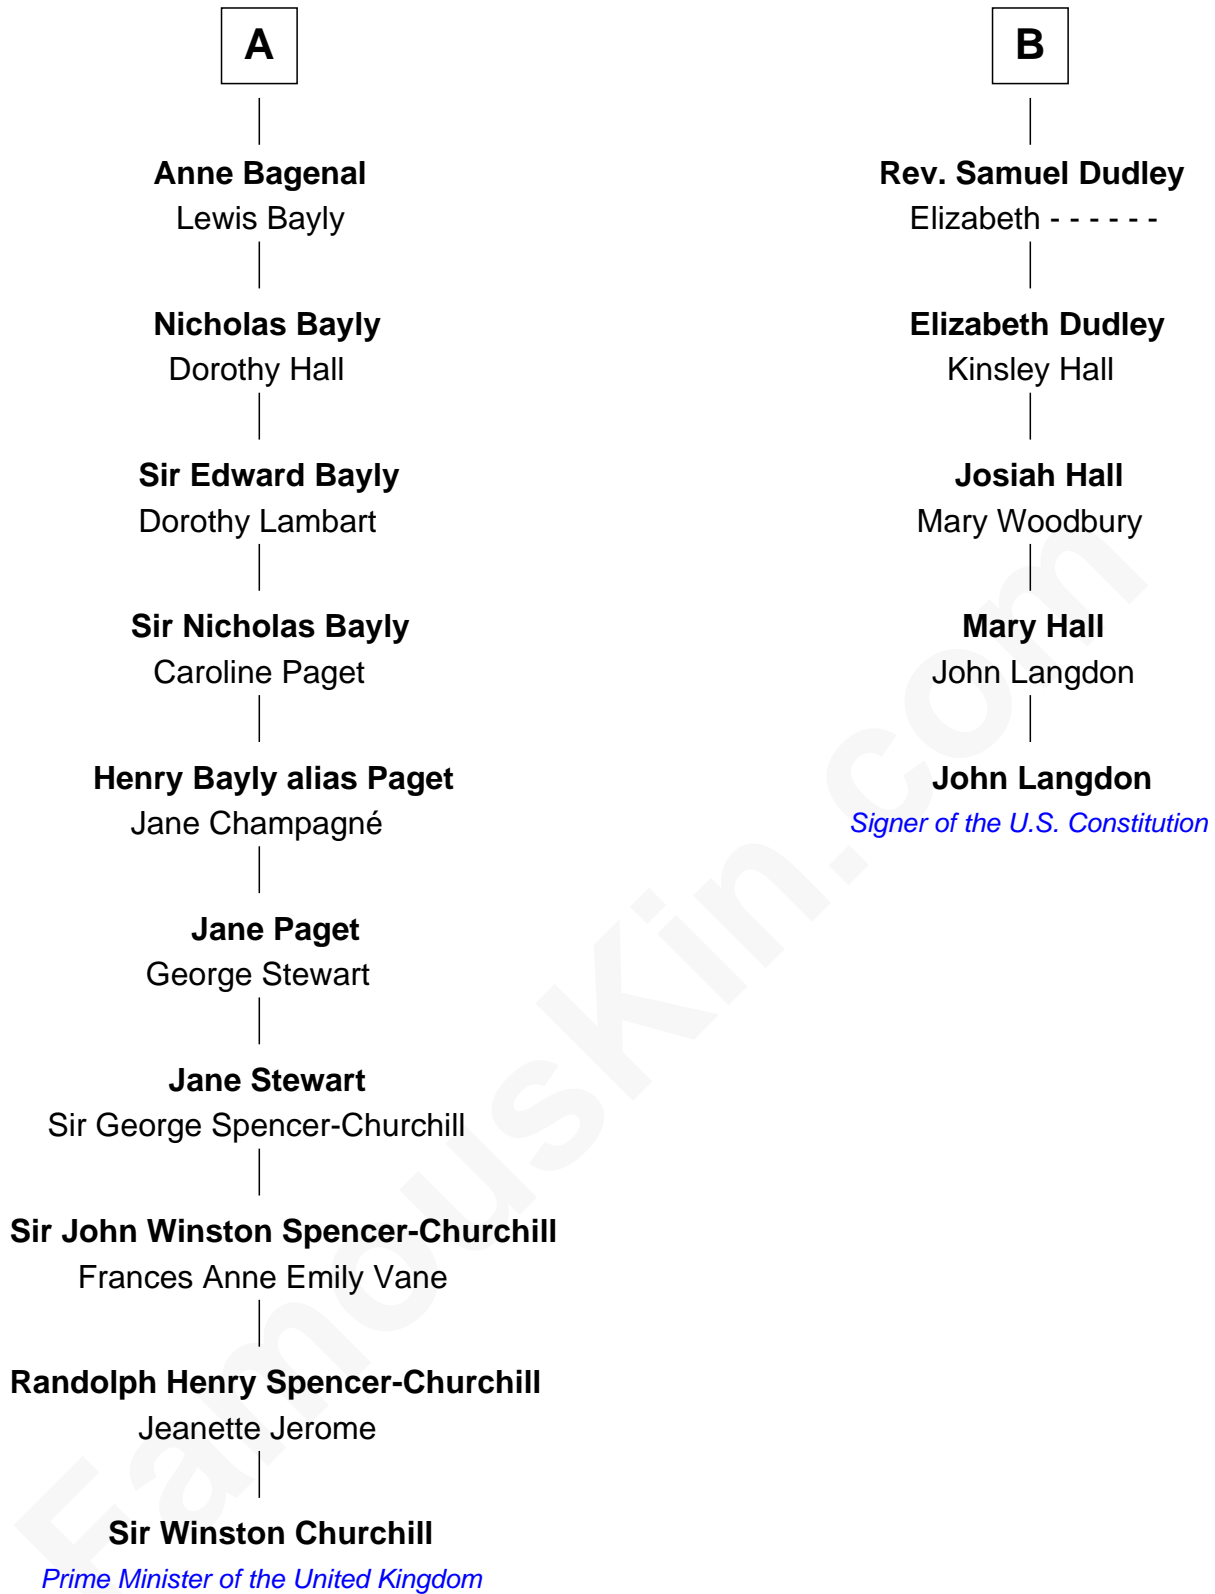 A
Anne Bagenal
Lewis Bayly
Nicholas Bayly
Dorothy Hall
Sir Edward Bayly
Dorothy Lambart
Sir Nicholas Bayly
Caroline Paget
Henry Bayly alias Paget
Jane Champagné
Jane Paget
George Stewart
Jane Stewart
Sir George Spencer-Churchill
Sir John Winston Spencer-Churchill
Frances Anne Emily Vane
Randolph Henry Spencer-Churchill
Jeanette Jerome
Sir Winston Churchill
Prime Minister of the United Kingdom
B
Rev. Samuel Dudley
Elizabeth - - - - - -
Elizabeth Dudley
Kinsley Hall
Josiah Hall
Mary Woodbury
Mary Hall
John Langdon
John Langdon
Signer of the U.S. Constitution
FamousKin.com